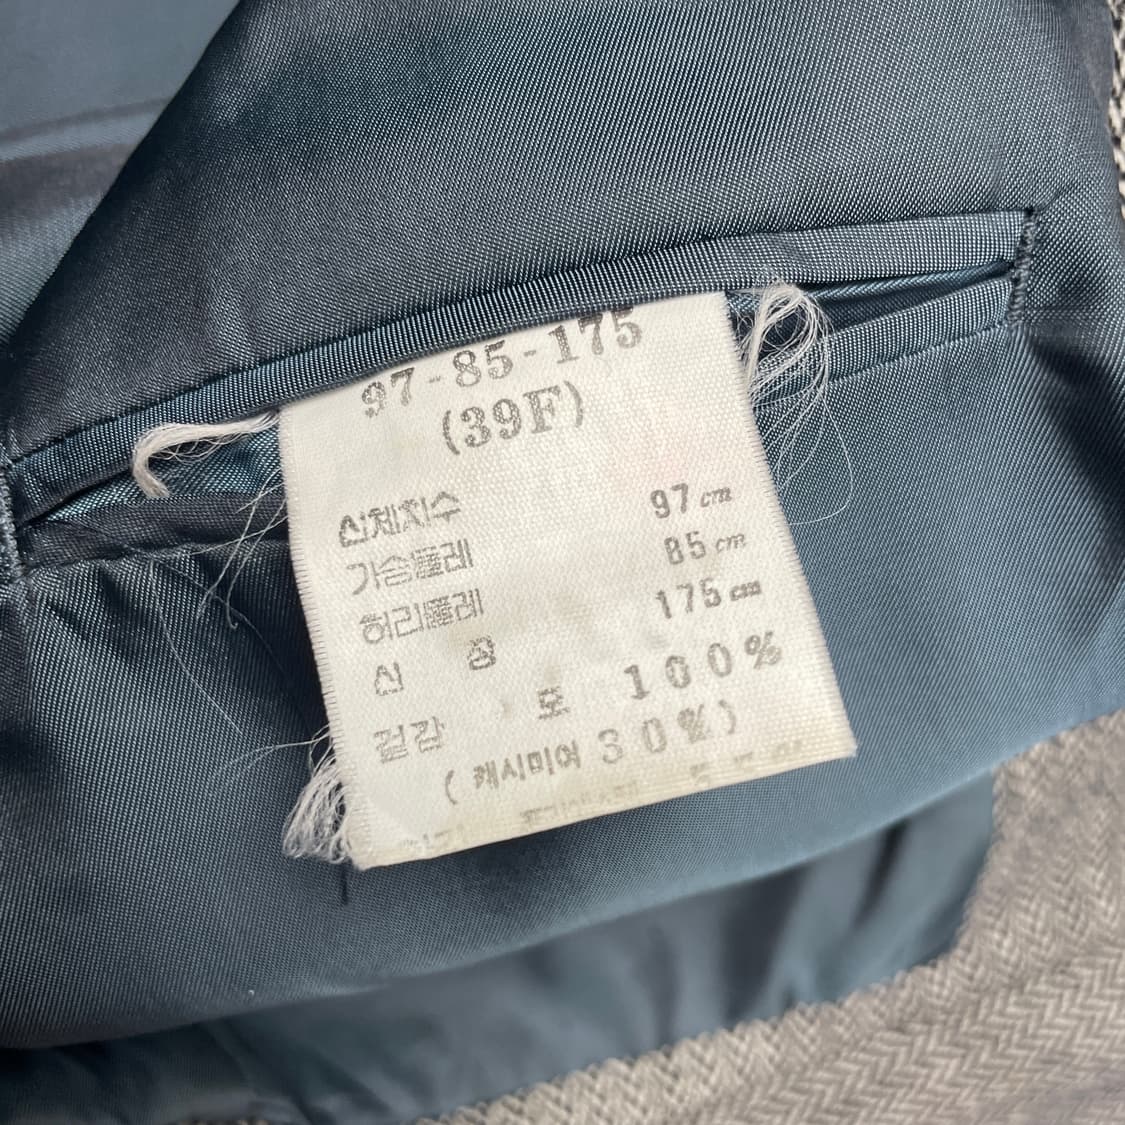 97-85-175
(39F)
신체치수
가슴둘레 97cm
허리둘레 85cm
신장 175cm
겉감 모 100%
(캐시미어 30%)